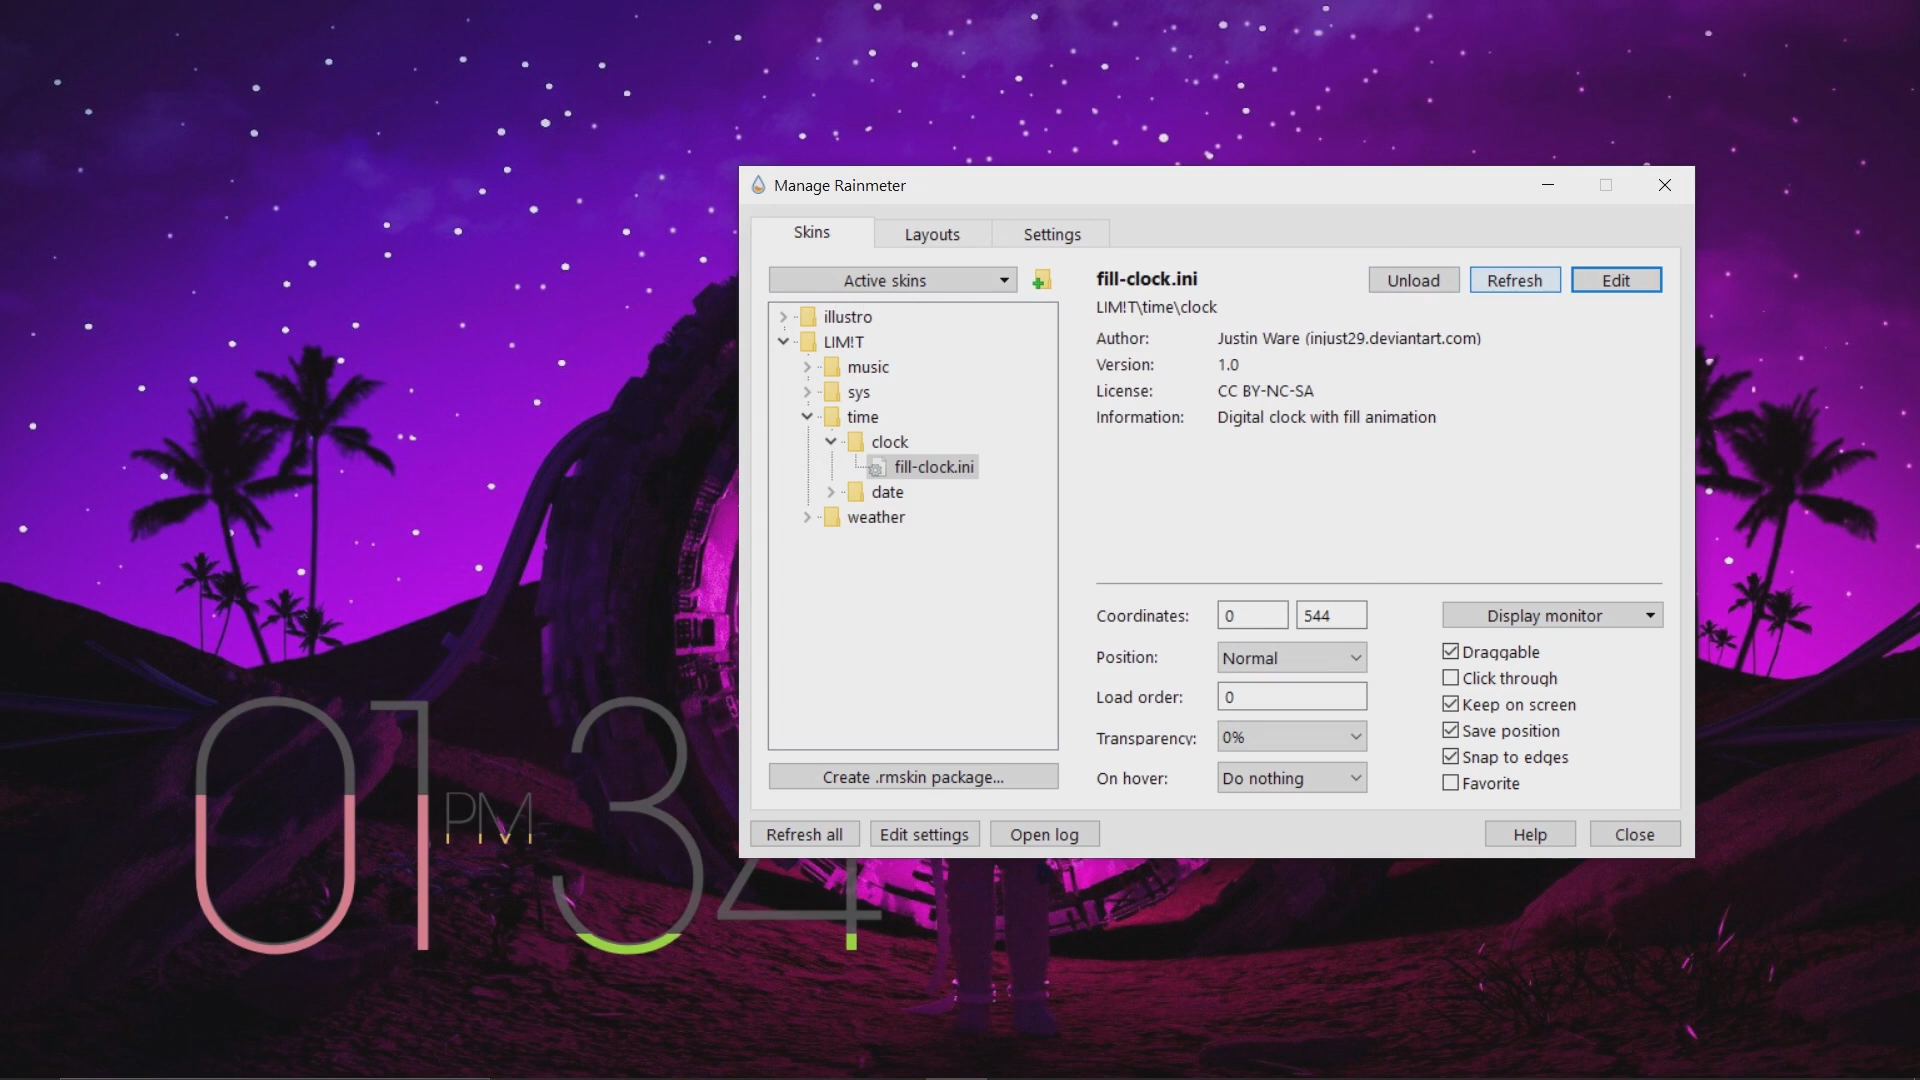 Manage Rainmeter
Skins
Layouts
Settings
Active skins
illustro
LIM!T
music
sys
time
clock
fill-clock.ini
date
weather
Create .rmskin package...
fill-clock.ini
Unload
Refresh
Edit
LIM!T\time\clock
Author: Justin Ware (injust29.deviantart.com)
Version: 1.0
License: CC BY-NC-SA
Information: Digital clock with fill animation
Coordinates: 0 544
Display monitor
Position: Normal
Load order: 0
Transparency: 0%
On hover: Do nothing
Draggable
Click through
Keep on screen
Save position
Snap to edges
Favorite
Refresh all
Edit settings
Open log
Help
Close
01 PM 34